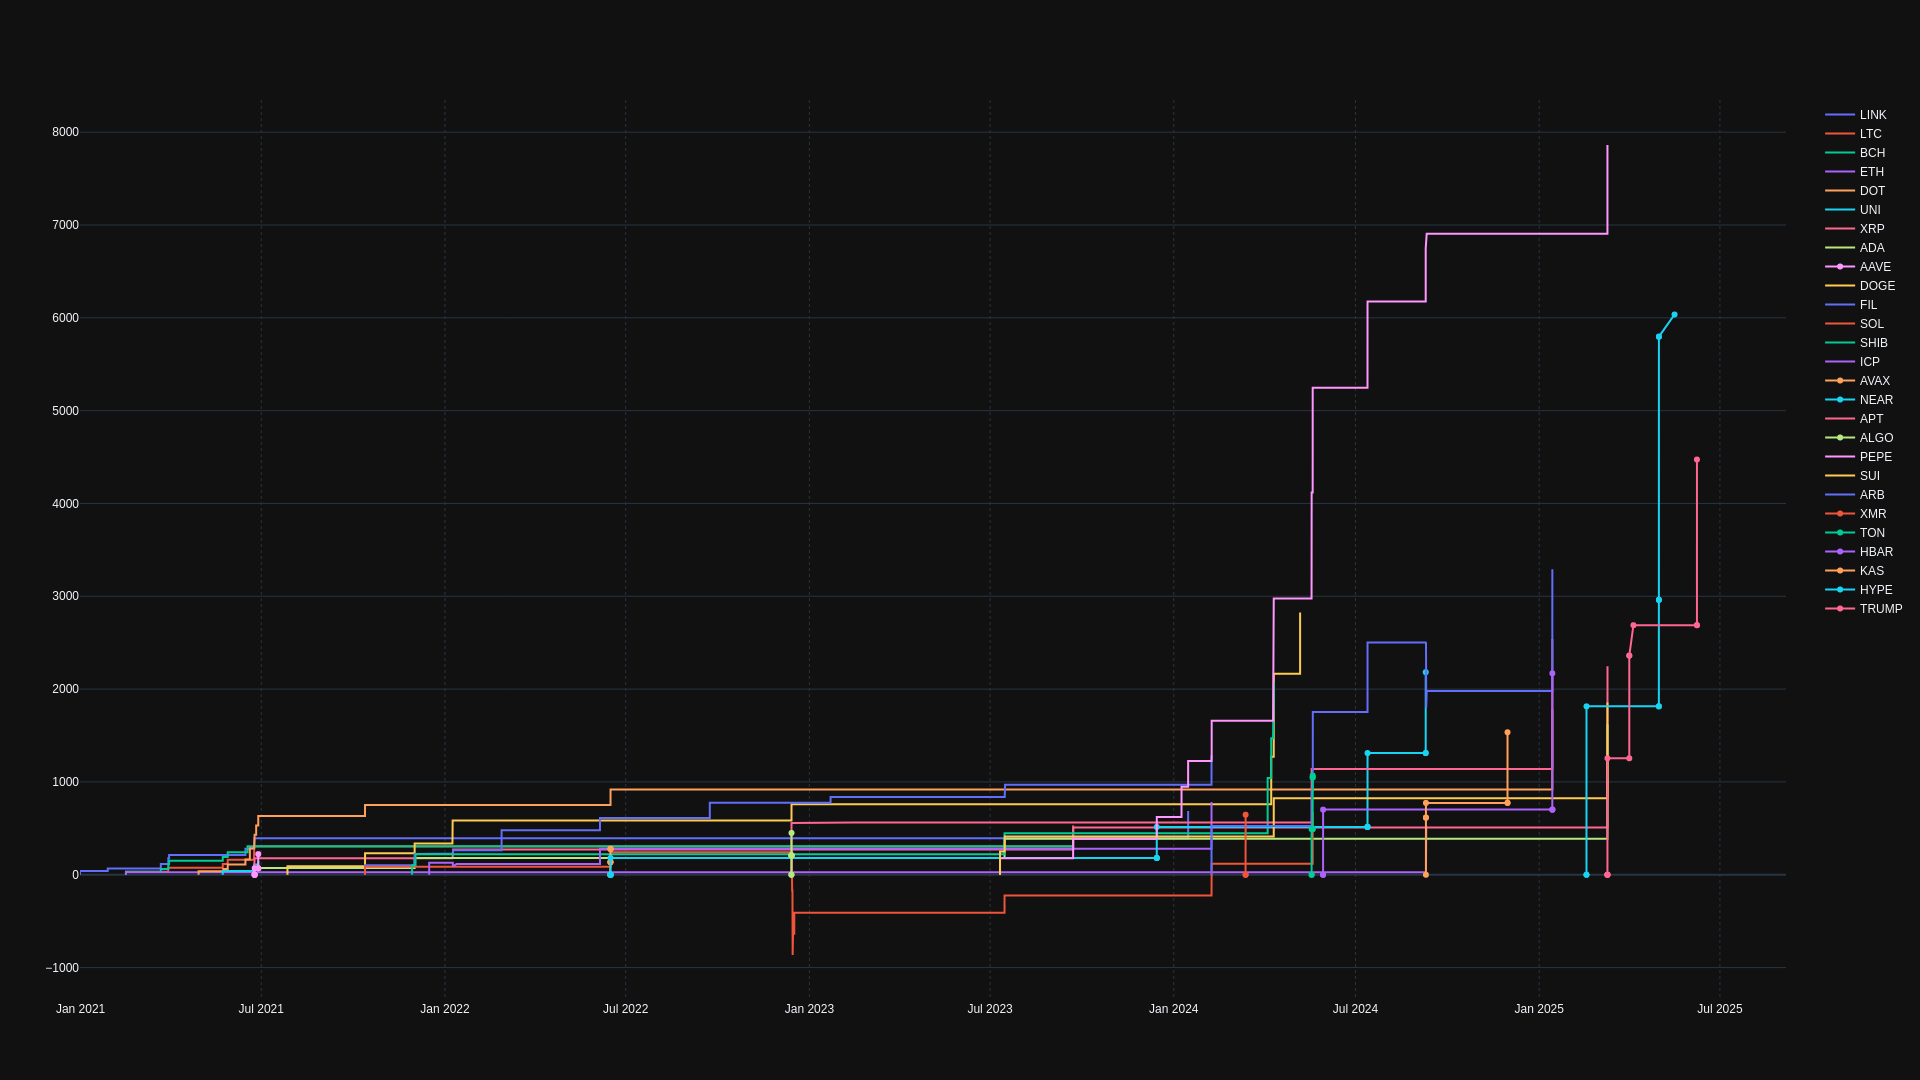 8000
7000
6000
5000
4000
3000
2000
1000
0
−1000
Jan 2021 Jul 2021 Jan 2022 Jul 2022 Jan 2023 Jul 2023 Jan 2024 Jul 2024 Jan 2025 Jul 2025
LINK
LTC
BCH
ETH
DOT
UNI
XRP
ADA
AAVE
DOGE
FIL
SOL
SHIB
ICP
AVAX
NEAR
APT
ALGO
PEPE
SUI
ARB
XMR
TON
HBAR
KAS
HYPE
TRUMP